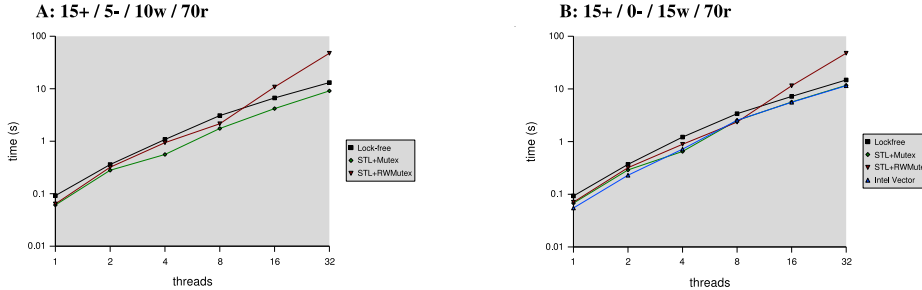 A: 15+ / 5- / 10w / 70r
100
10
1
0.1
0.01
time (s)
1 2 4 8 16 32
threads
Lock-free
STL+Mutex
STL+RWMutex
B: 15+ / 0- / 15w / 70r
100
10
1
0.1
0.01
time (s)
1 2 4 8 16 32
threads
Lockfree
STL+Mutex
STL+RWMutex
Intel Vector